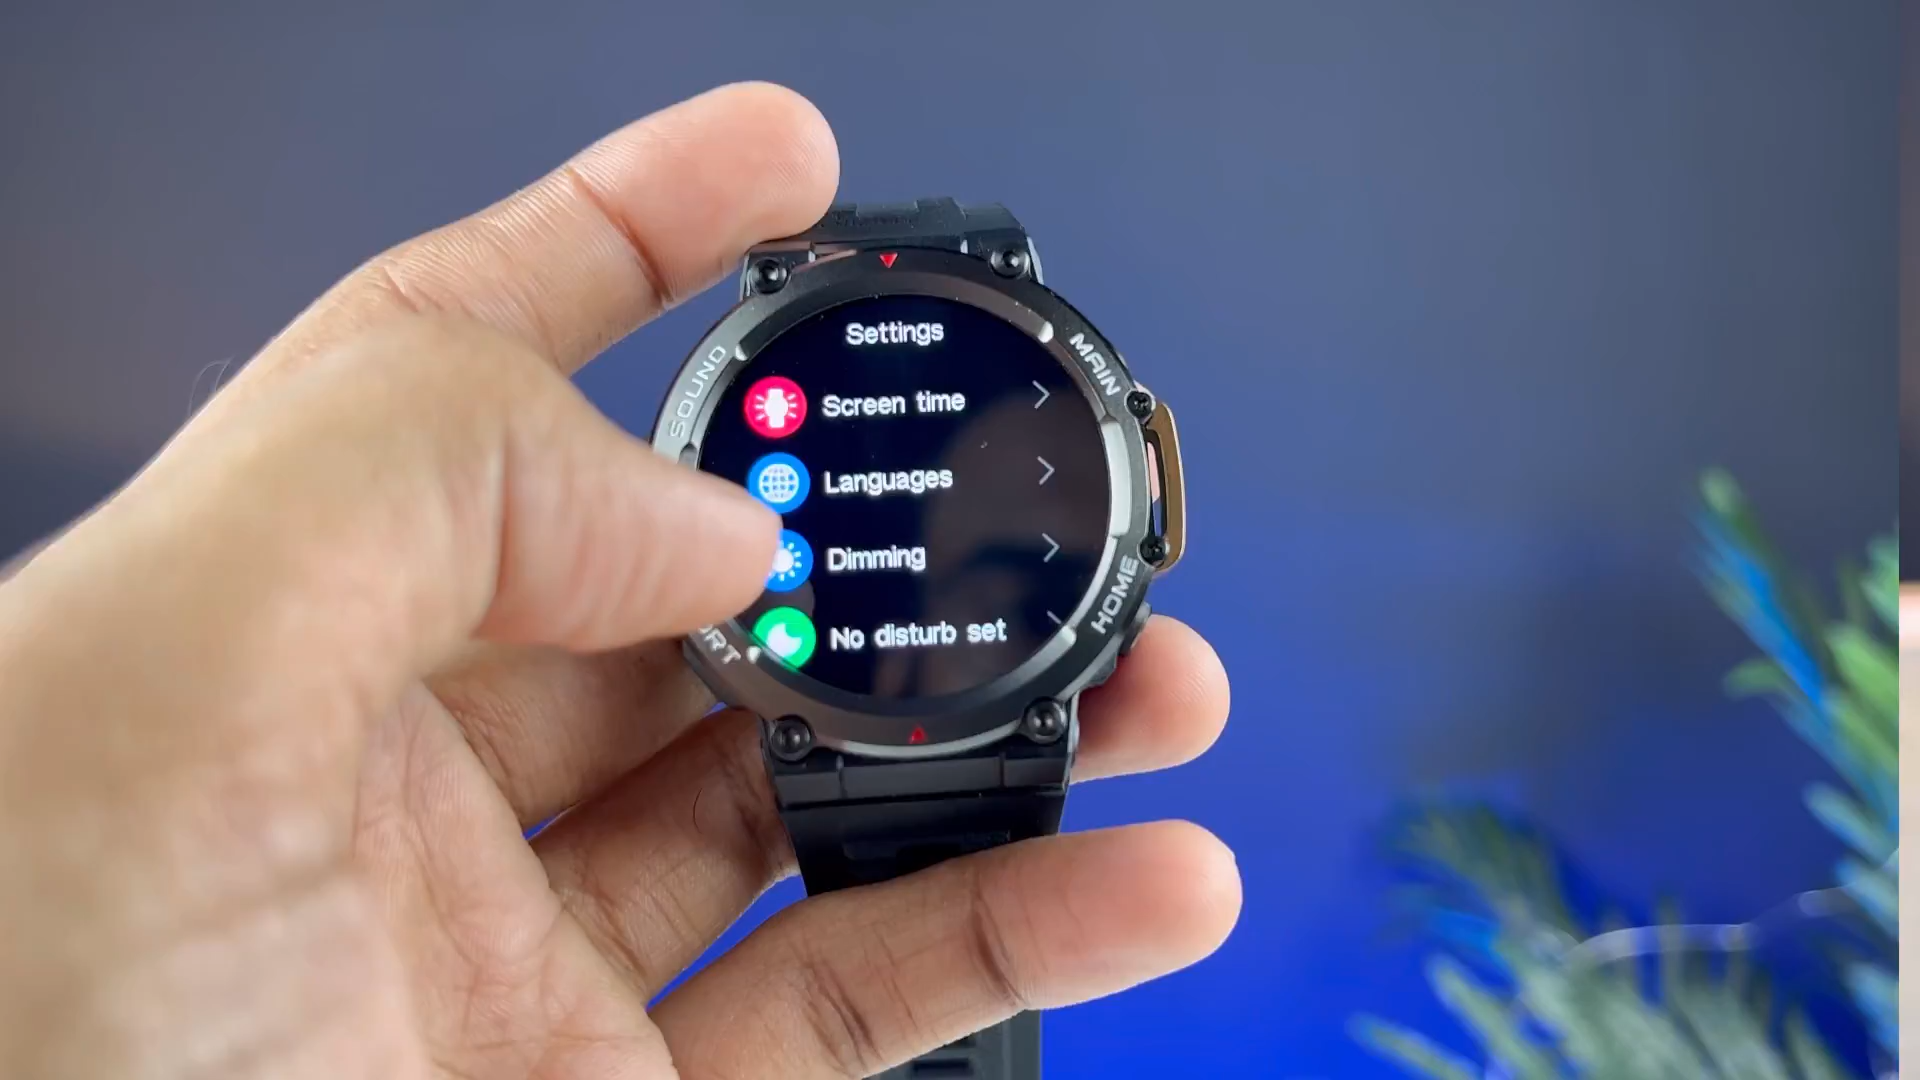 Settings
SOUND
MAIN
Screen time
Languages
Dimming
HOME
No disturb set